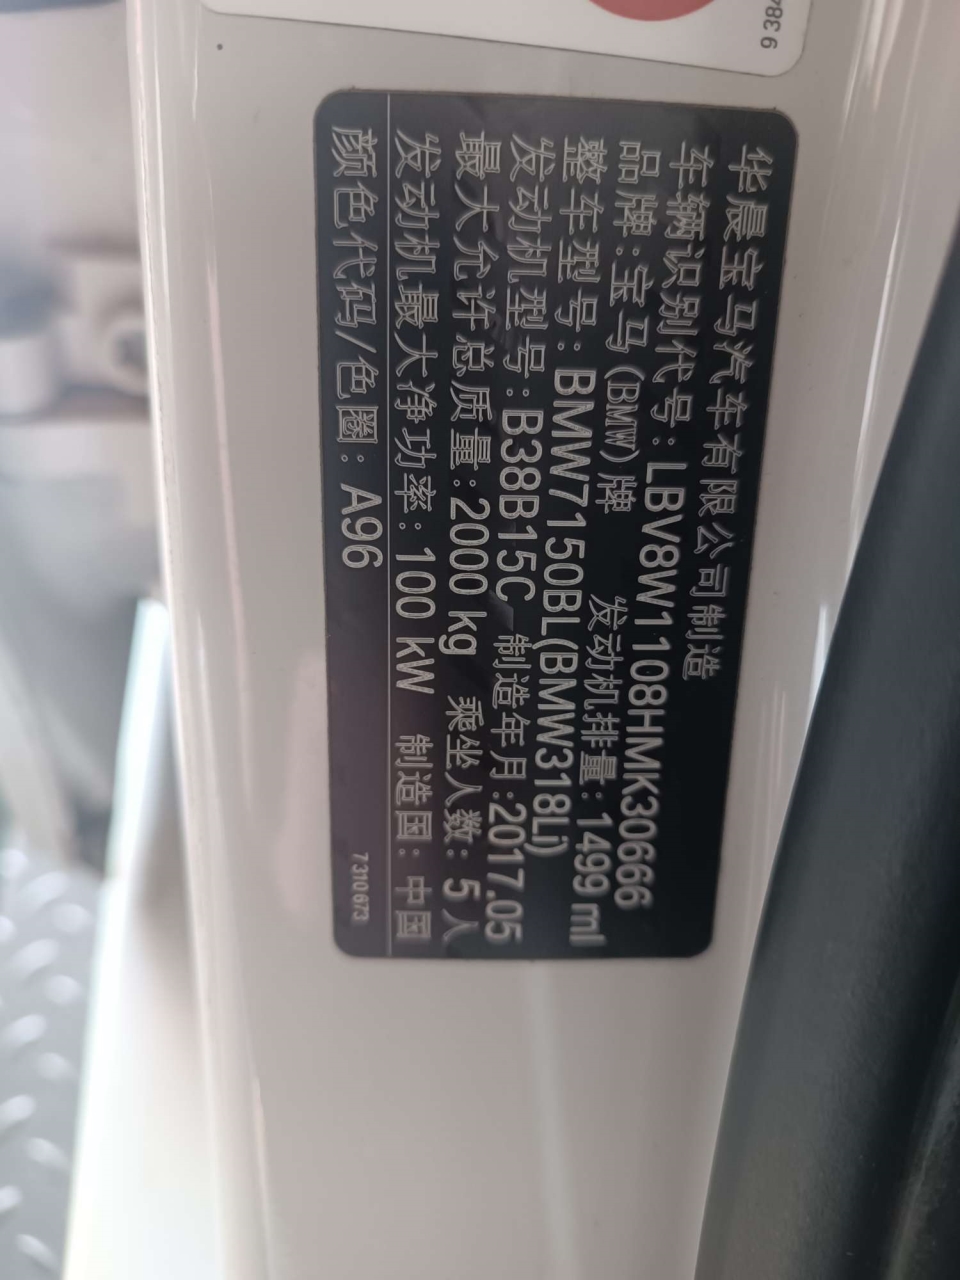 9 384
华晨宝马汽车有限公司制造
车辆识别代号:LBV8W1108HMK30666
品牌:宝马(BMW)牌 发动机排量:1499 ml
整车型号:BMW7150BL(BMW318Li)
发动机型号:B38B15C 制造年月:2017.05
最大允许总质量:2000 kg 乘坐人数:5 人
发动机最大净功率:100 kW 制造国:中国
颜色代码/色圈:A96 7310673